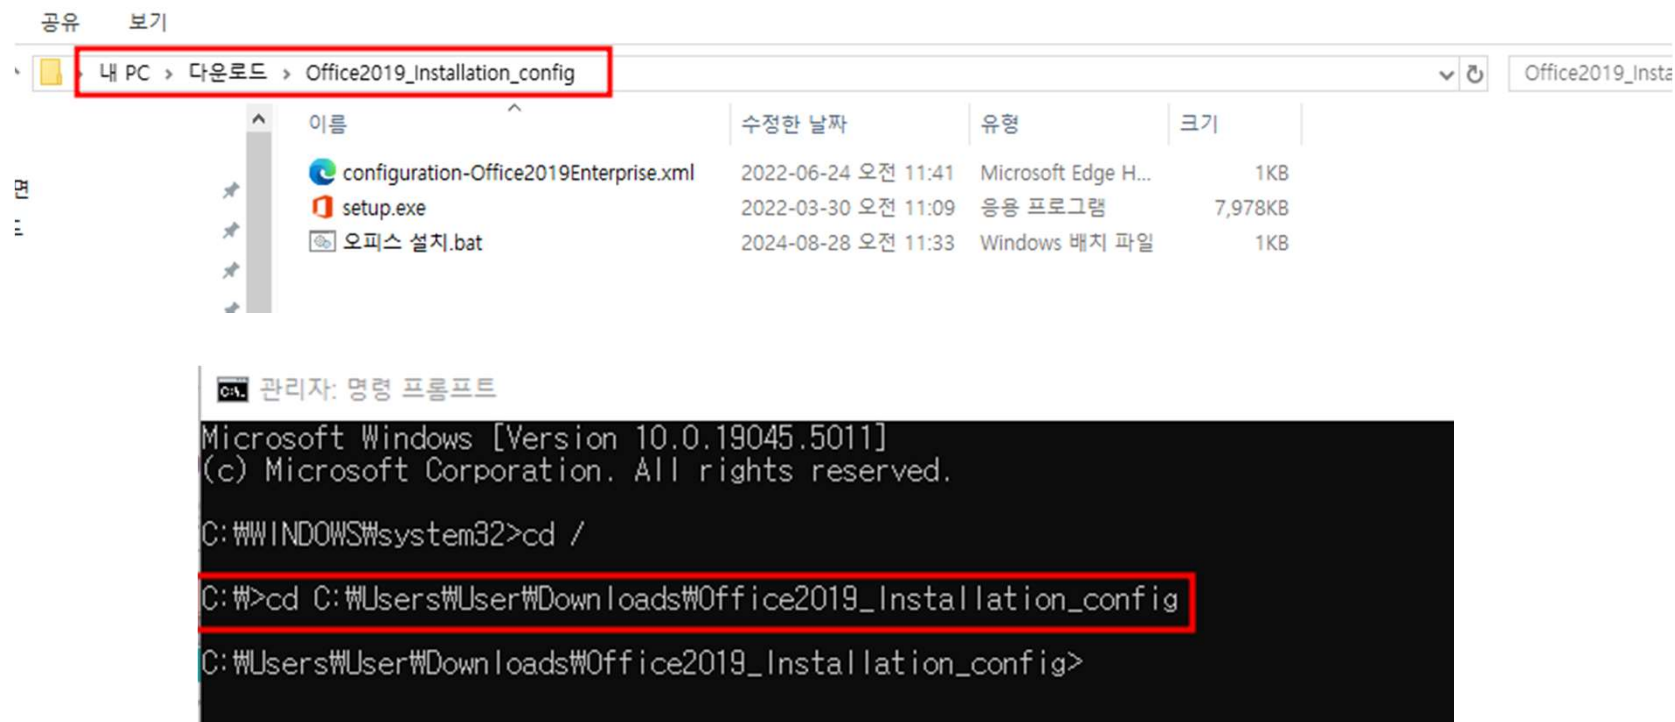 공유 보기
내 PC > 다운로드 > Office2019_Installation_config Office2019_Insta
이름 수정한 날짜 유형 크기
configuration-Office2019Enterprise.xml 2022-06-24 오전 11:41 Microsoft Edge H... 1KB
면
setup.exe 2022-03-30 오전 11:09 응용 프로그램 7,978KB
오피스 설치.bat 2024-08-28 오전 11:33 Windows 배치 파일 1KB
관리자: 명령 프롬프트
Microsoft Windows [Version 10.0.19045.5011]
(c) Microsoft Corporation. All rights reserved.
C:₩WINDOWS₩system32>cd /
C:₩>cd C:₩Users₩User₩Downloads₩Office2019_Installation_config
C:₩Users₩User₩Downloads₩Office2019_Installation_config>